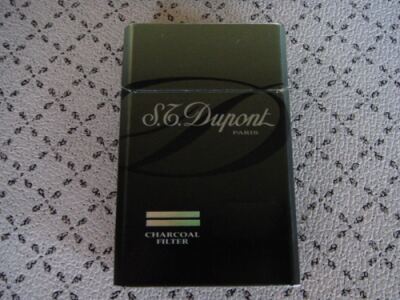 S.T. Dupont
PARIS
CHARCOAL
FILTER